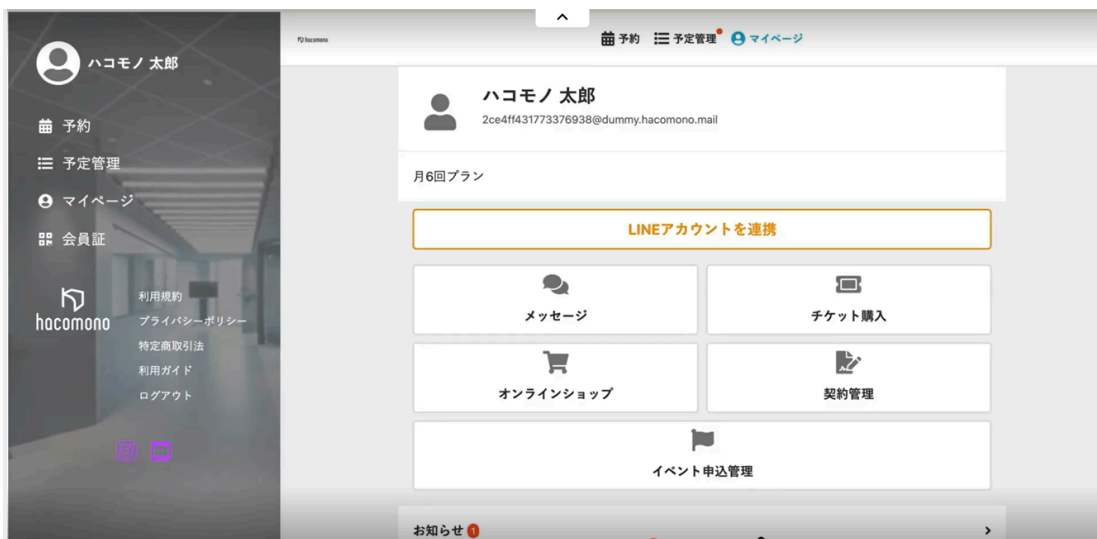 ハコモノ 太郎
予約
予定管理
マイページ
会員証
hacomono
利用規約
プライバシーポリシー
特定商取引法
利用ガイド
ログアウト
hacomono
予約
予定管理
マイページ
ハコモノ 太郎
2ce4ff431773376938@dummy.hacomono.mail
月6回プラン
LINEアカウントを連携
メッセージ
チケット購入
オンラインショップ
契約管理
イベント申込管理
お知らせ 1